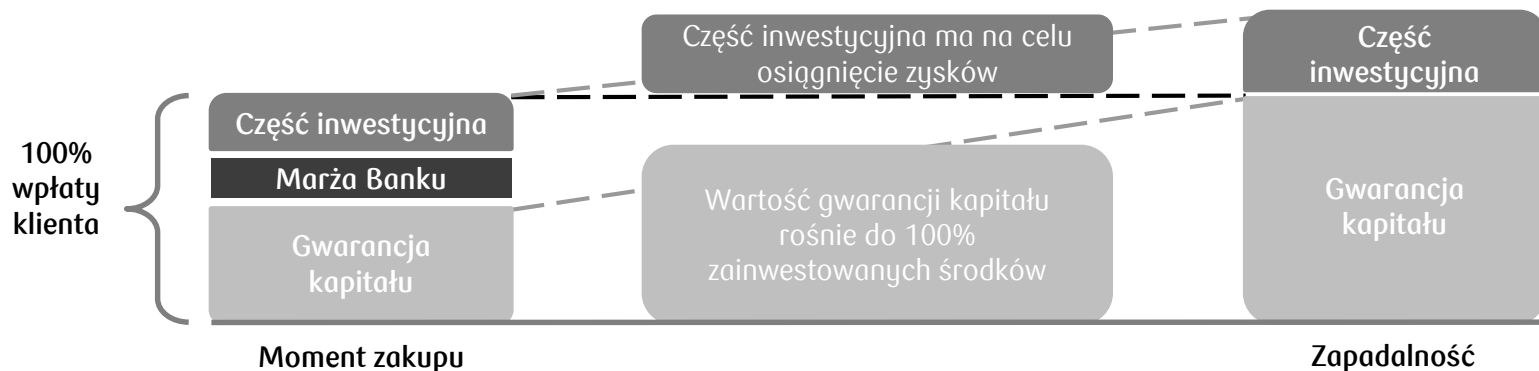 Część inwestycyjna ma na celu
osiągnięcie zysków
Część
inwestycyjna
100%
wpłaty
klienta
Część inwestycyjna
Marża Banku
Gwarancja
kapitału
Wartość gwarancji kapitału
rośnie do 100%
zainwestowanych środków
Gwarancja
kapitału
Moment zakupu
Zapadalność